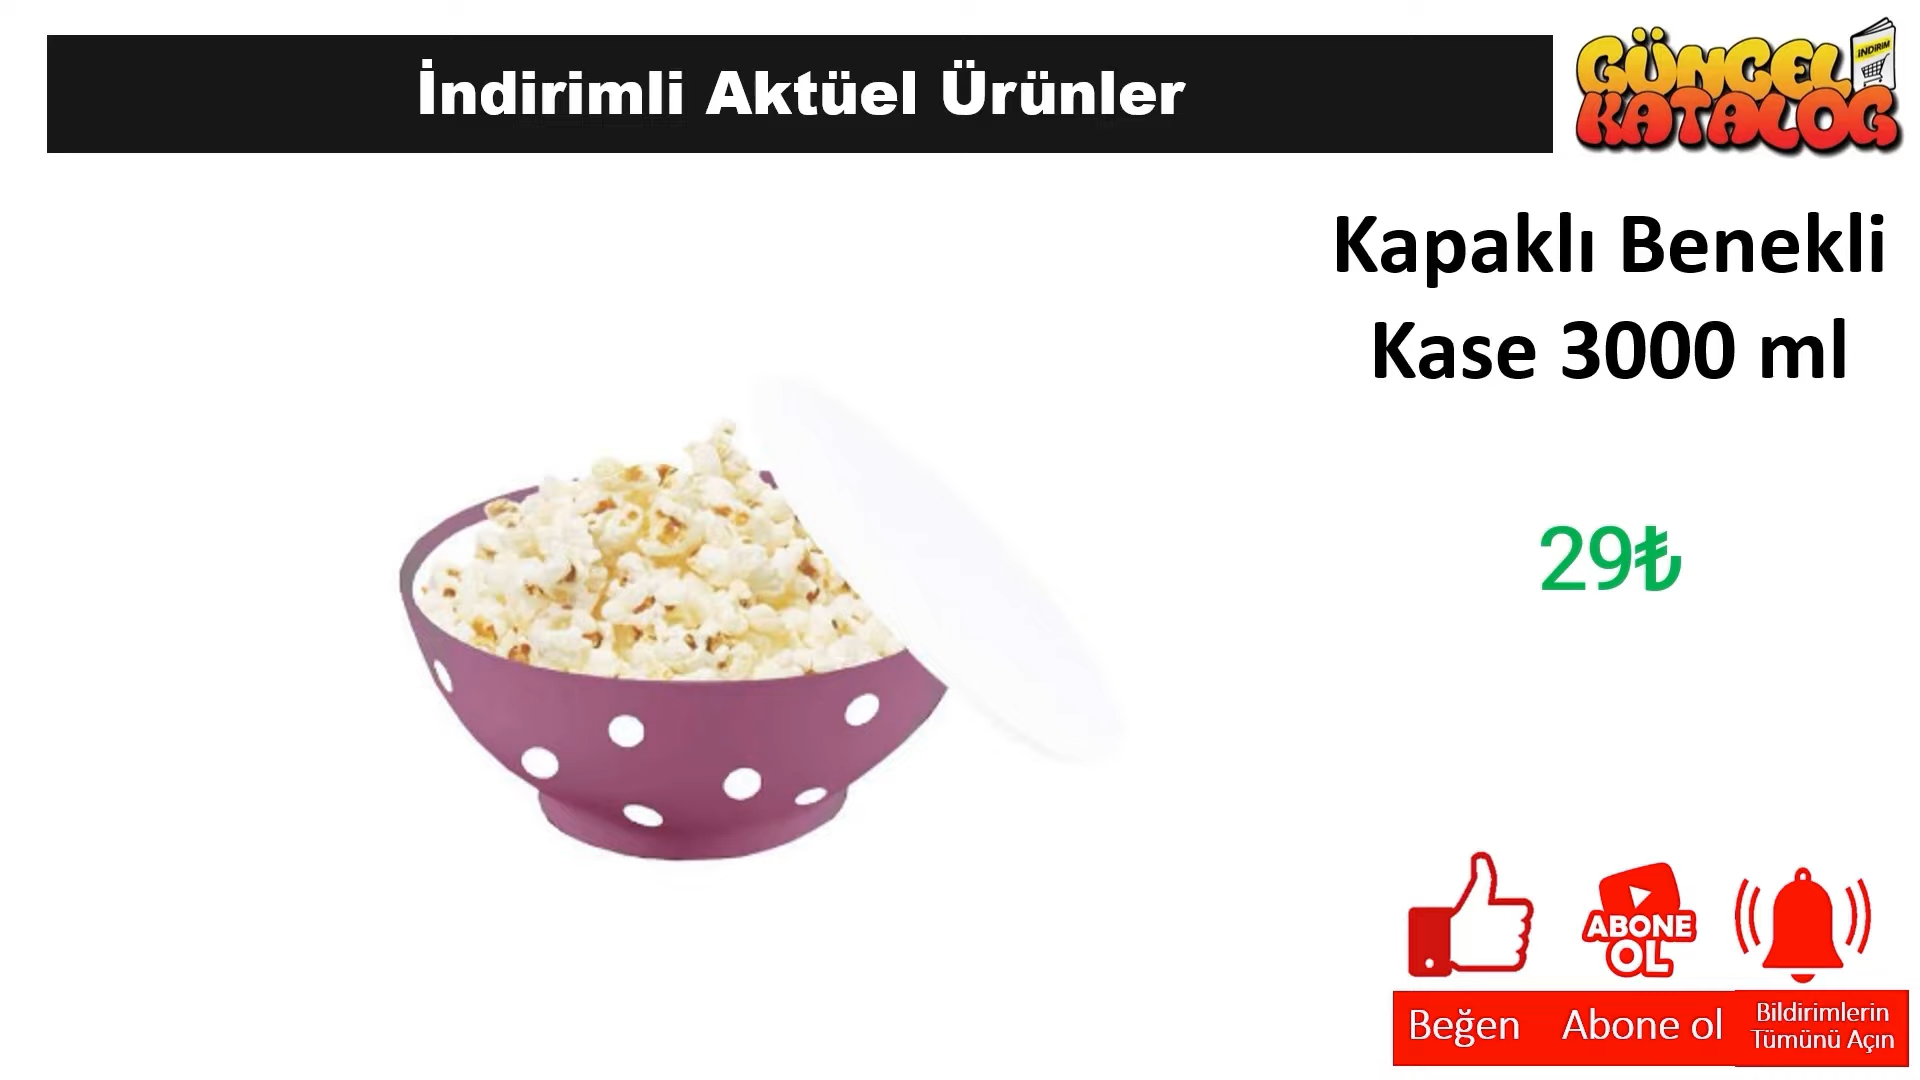 İndirimli Aktüel Ürünler
GÜNCEL
KATALOG
İNDİRİM
Kapaklı Benekli
Kase 3000 ml
29₺
ABONE
OL
Beğen
Abone ol
Bildirimlerin
Tümünü Açın